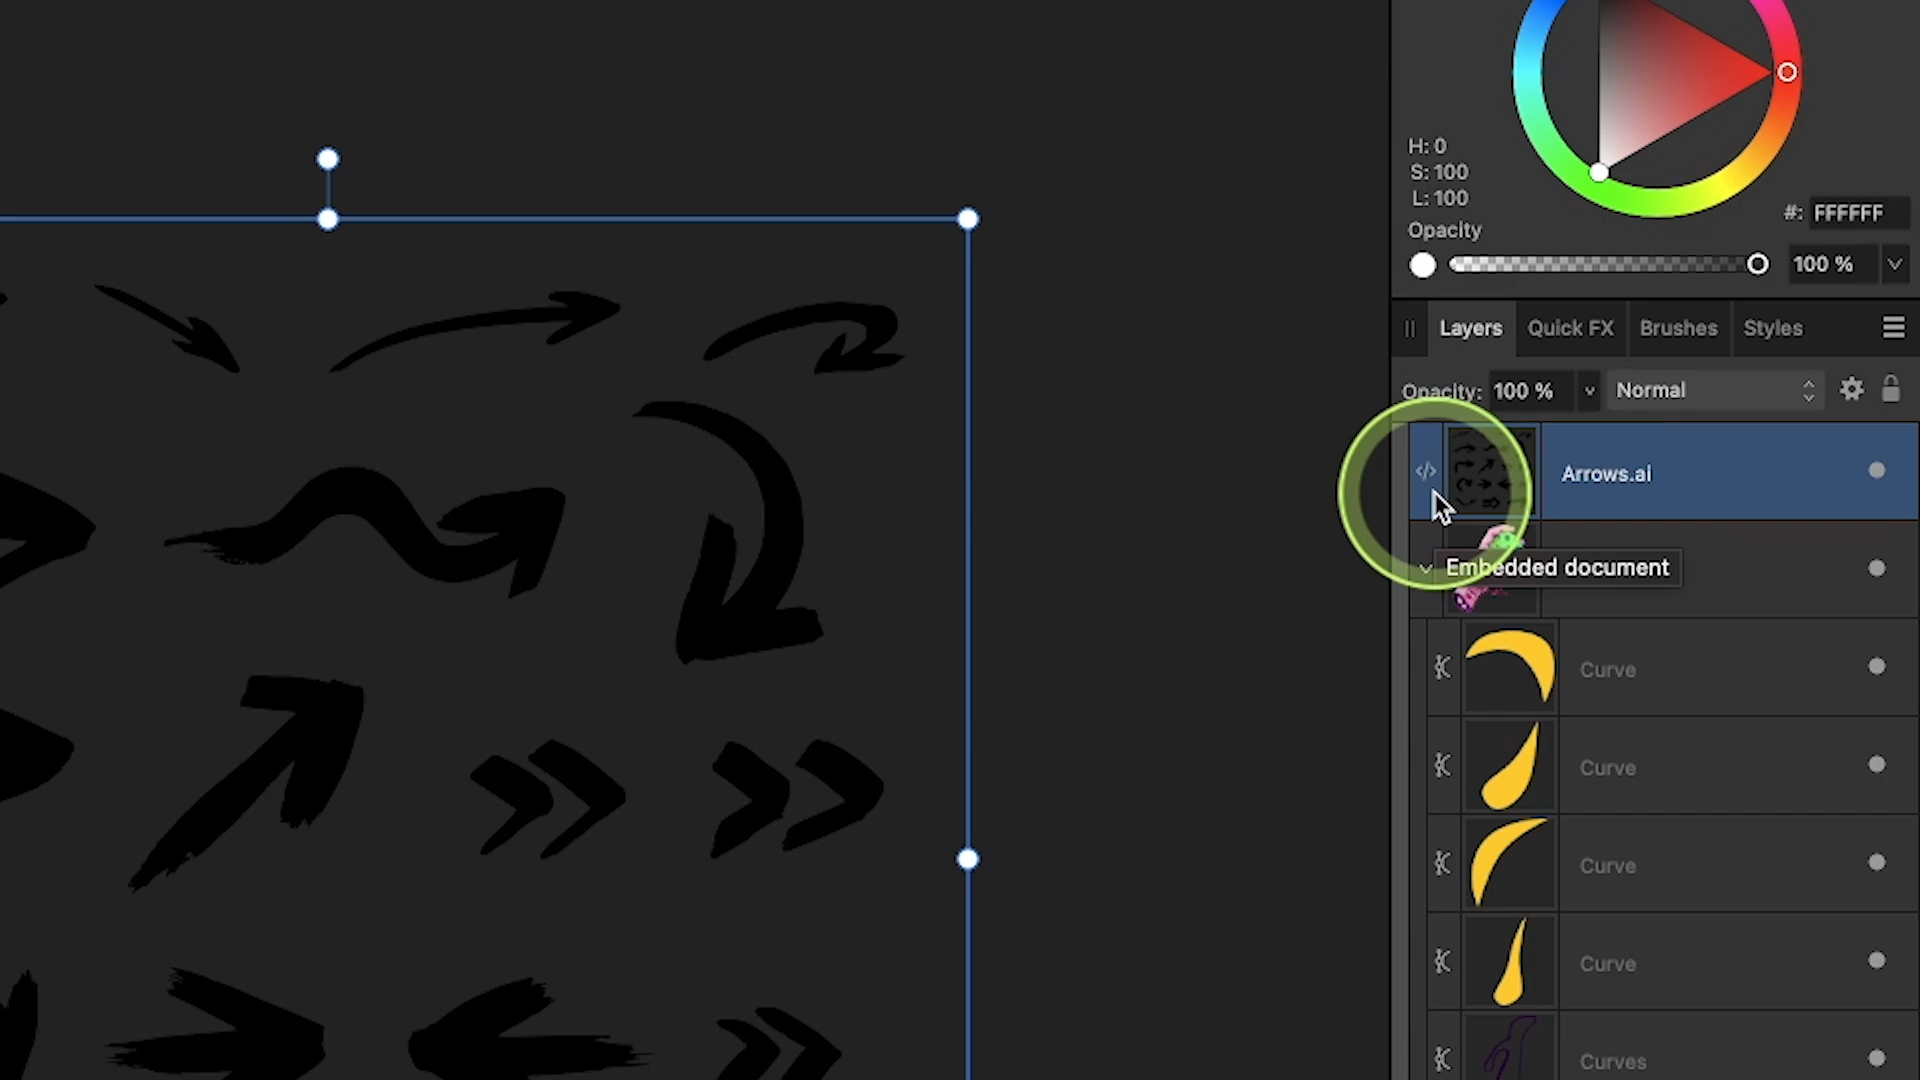 H: 0
S: 100
L: 100
#: FFFFFF
Opacity
100 %
Layers Quick FX Brushes Styles
Opacity: 100 % Normal
Arrows.ai
Embedded document
Curve
Curve
Curve
Curve
Curves